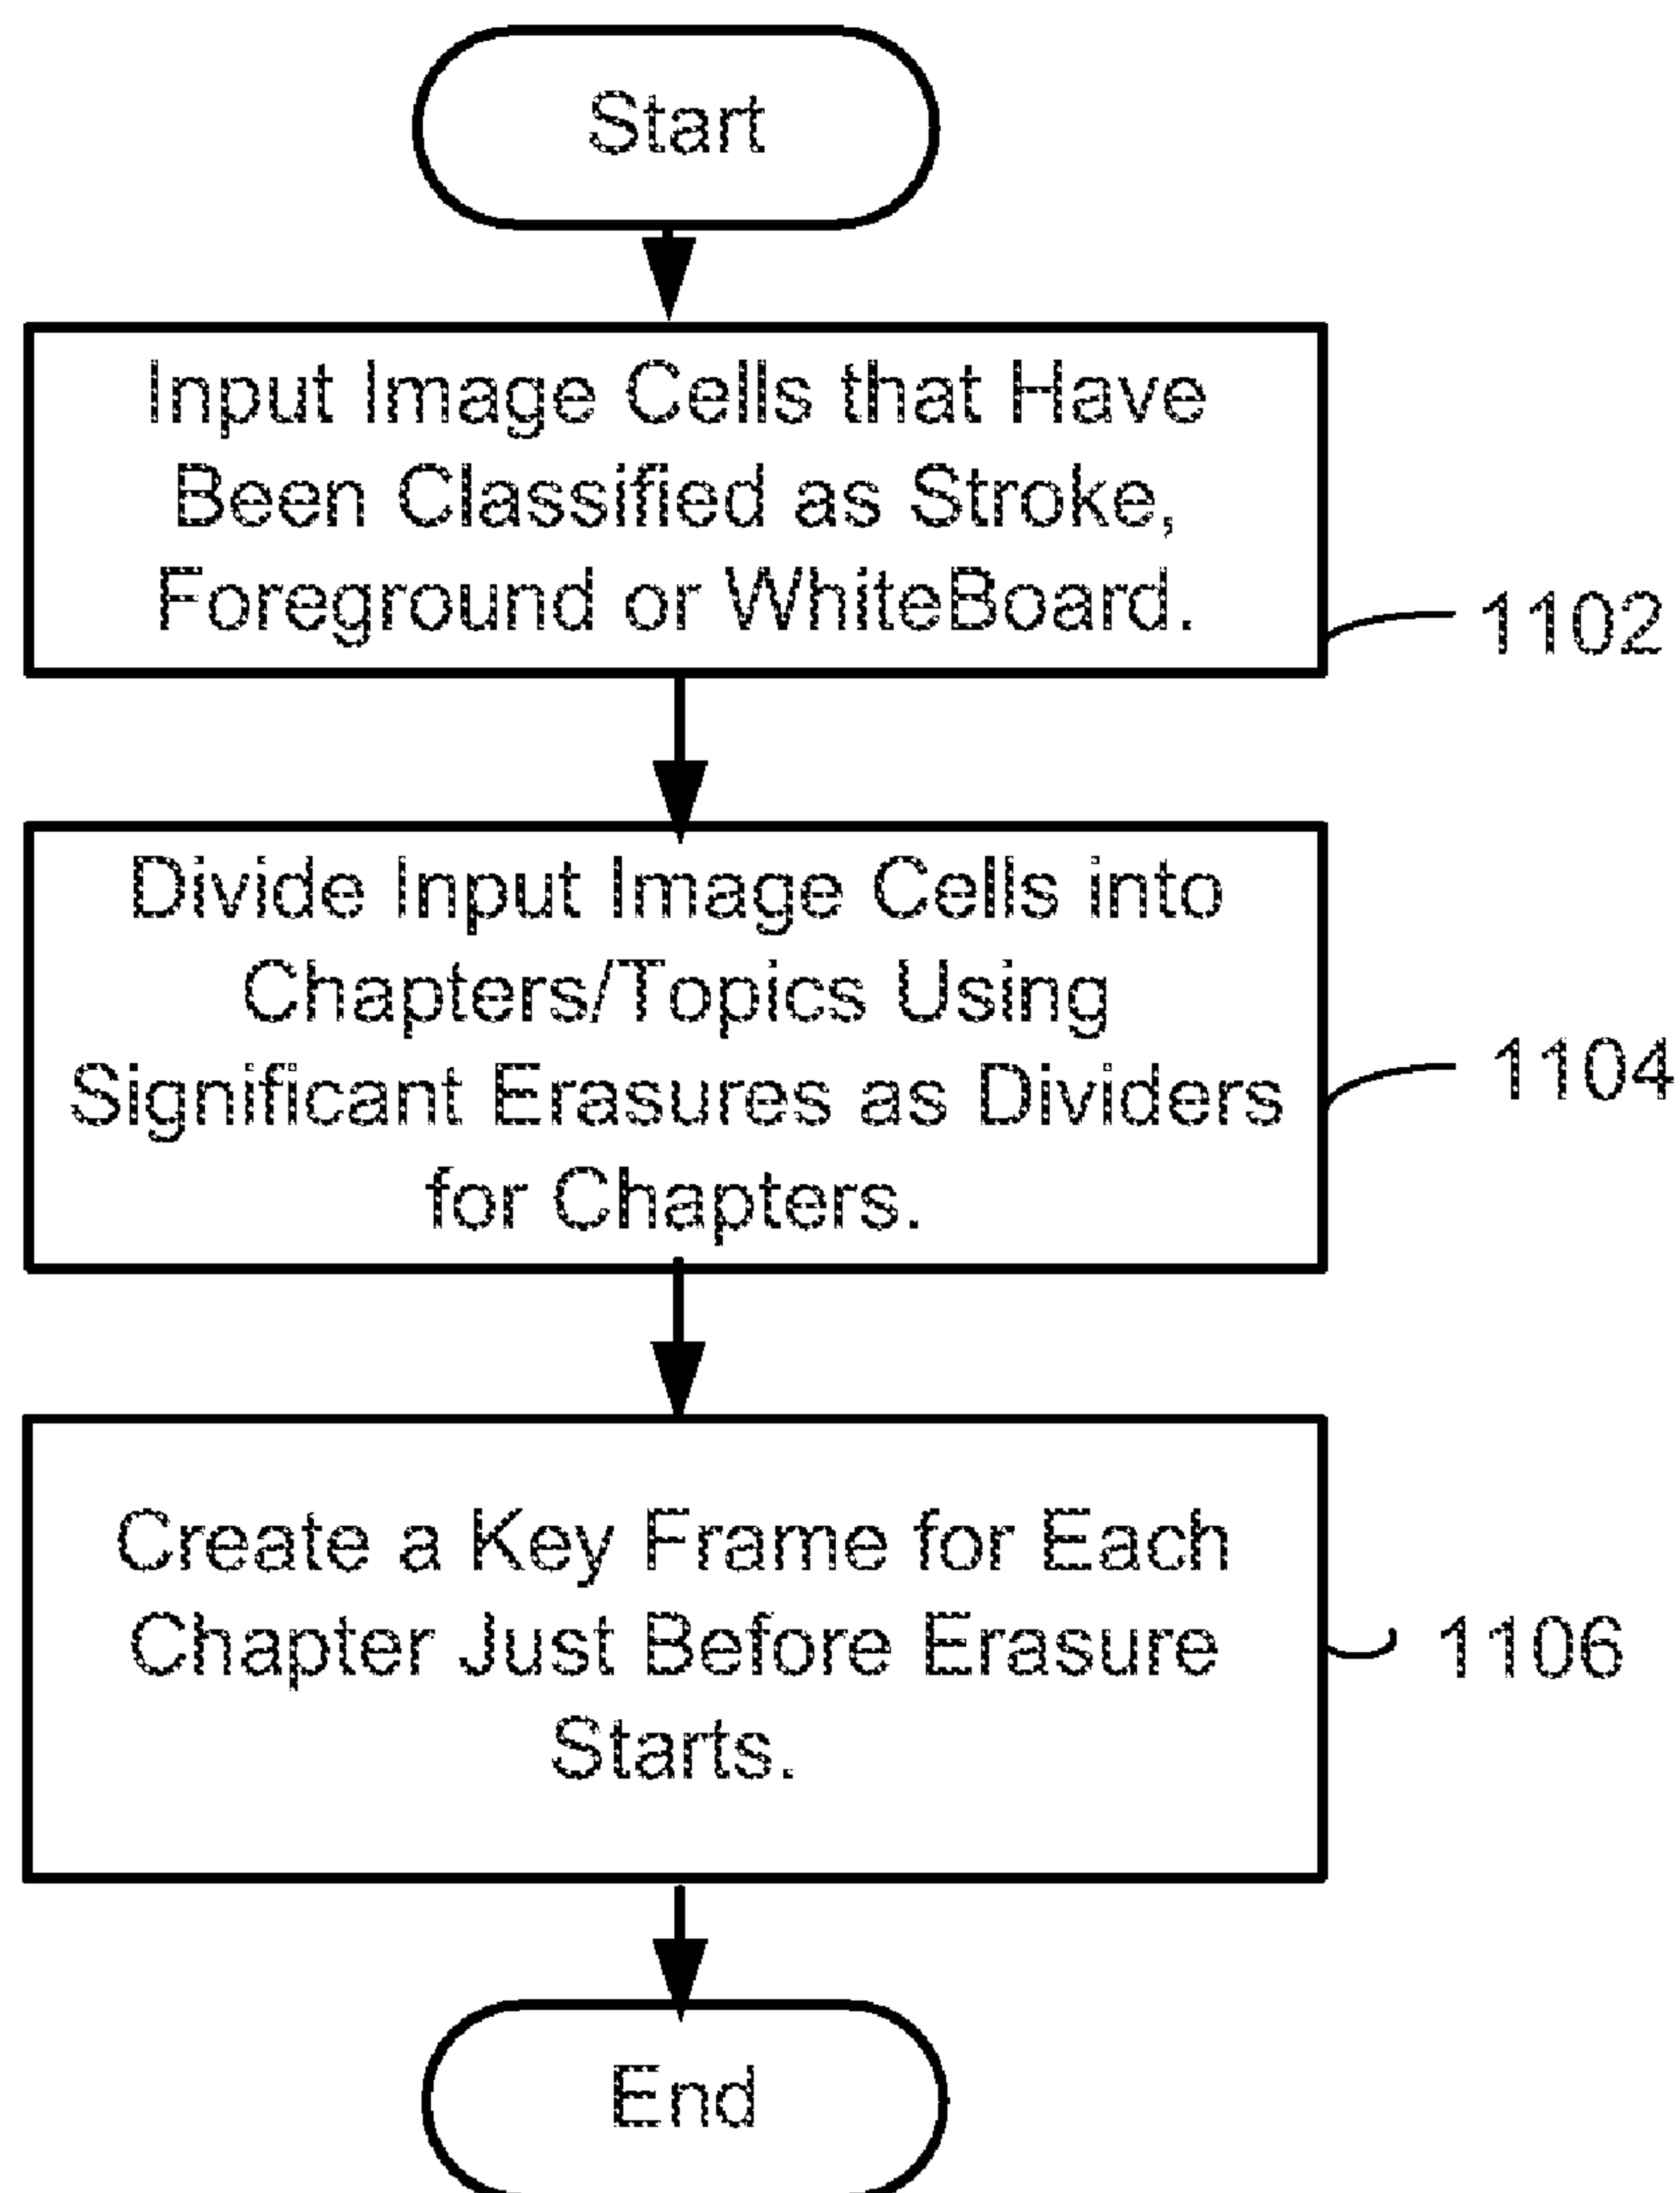 Start
Input Image Cells that Have
Been Classified as Stroke,
Foreground or WhiteBoard.
1102
Divide Input Image Cells into
Chapters/Topics Using
Significant Erasures as Dividers
for Chapters.
1104
Create a Key Frame for Each
Chapter Just Before Erasure
Starts.
1106
End